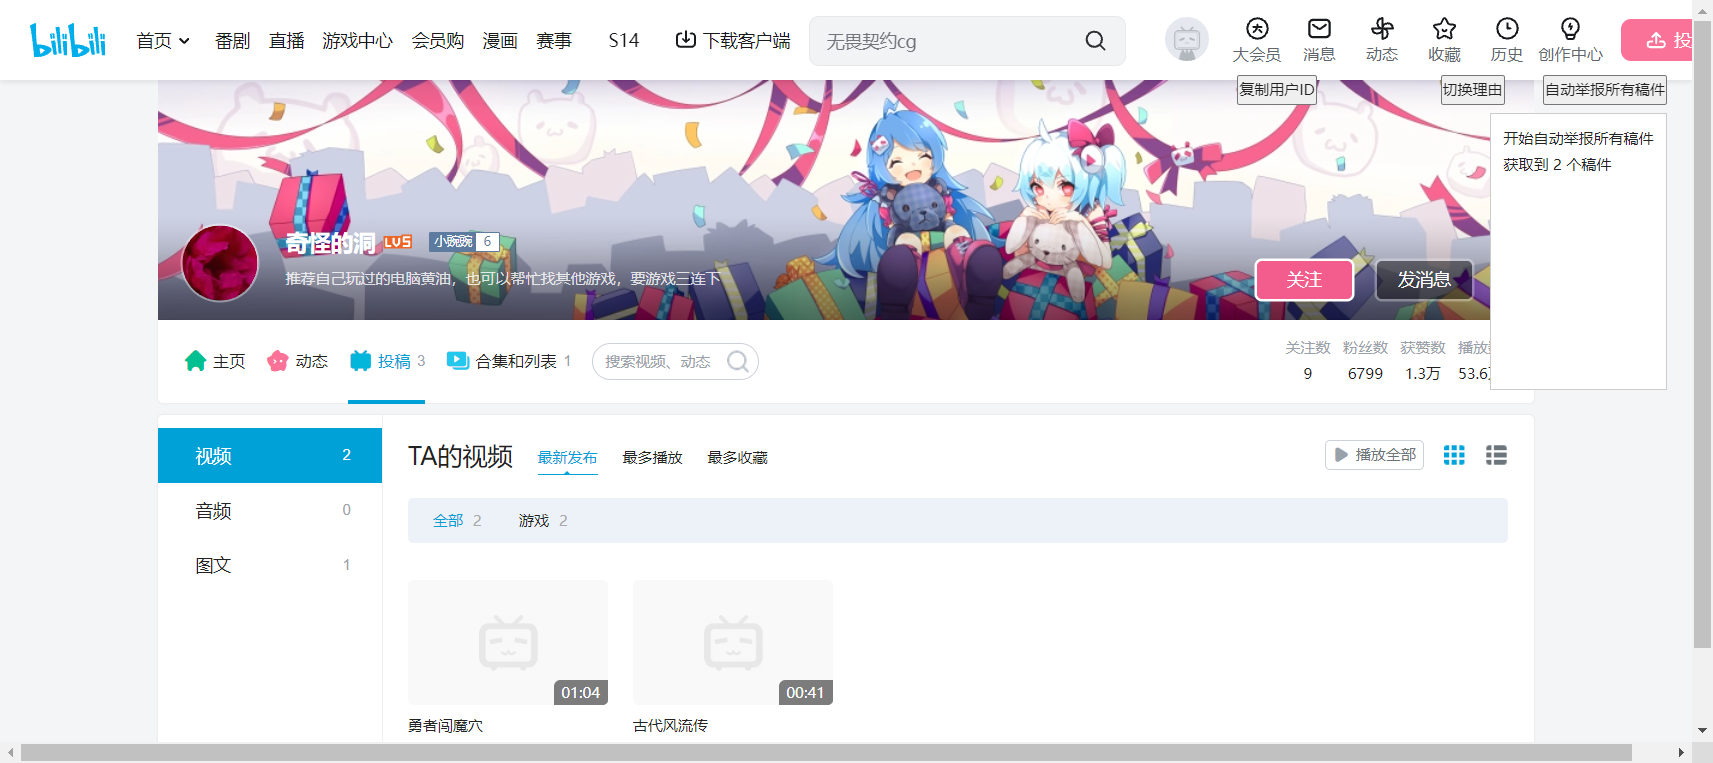 bilibili
首页 番剧 直播 游戏中心 会员购 漫画 赛事 S14 下载客户端 无畏契约cg 大会员 消息 动态 收藏 历史 创作中心 投
复制用户ID 切换理由 自动举报所有稿件
开始自动举报所有稿件
获取到 2 个稿件
奇怪的洞 LV5 小豌豌 6
推荐自己玩过的电脑黄油，也可以帮忙找其他游戏，要游戏三连下
关注 发消息
主页 动态 投稿 3 合集和列表 1 搜索视频、动态
关注数 粉丝数 获赞数 播放
9 6799 1.3万 53.6
视频 2
音频 0
图文 1
TA的视频 最新发布 最多播放 最多收藏 播放全部
全部 2 游戏 2
01:04 00:41
勇者闯魔穴 古代风流传